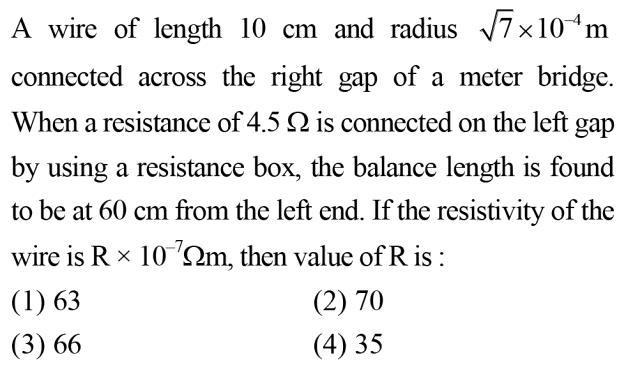 A wire of length 10 cm and radius √7×10⁻⁴m
connected across the right gap of a meter bridge.
When a resistance of 4.5 Ω is connected on the left gap
by using a resistance box, the balance length is found
to be at 60 cm from the left end. If the resistivity of the
wire is R × 10⁻⁷Ωm, then value of R is :
(1) 63 (2) 70
(3) 66 (4) 35